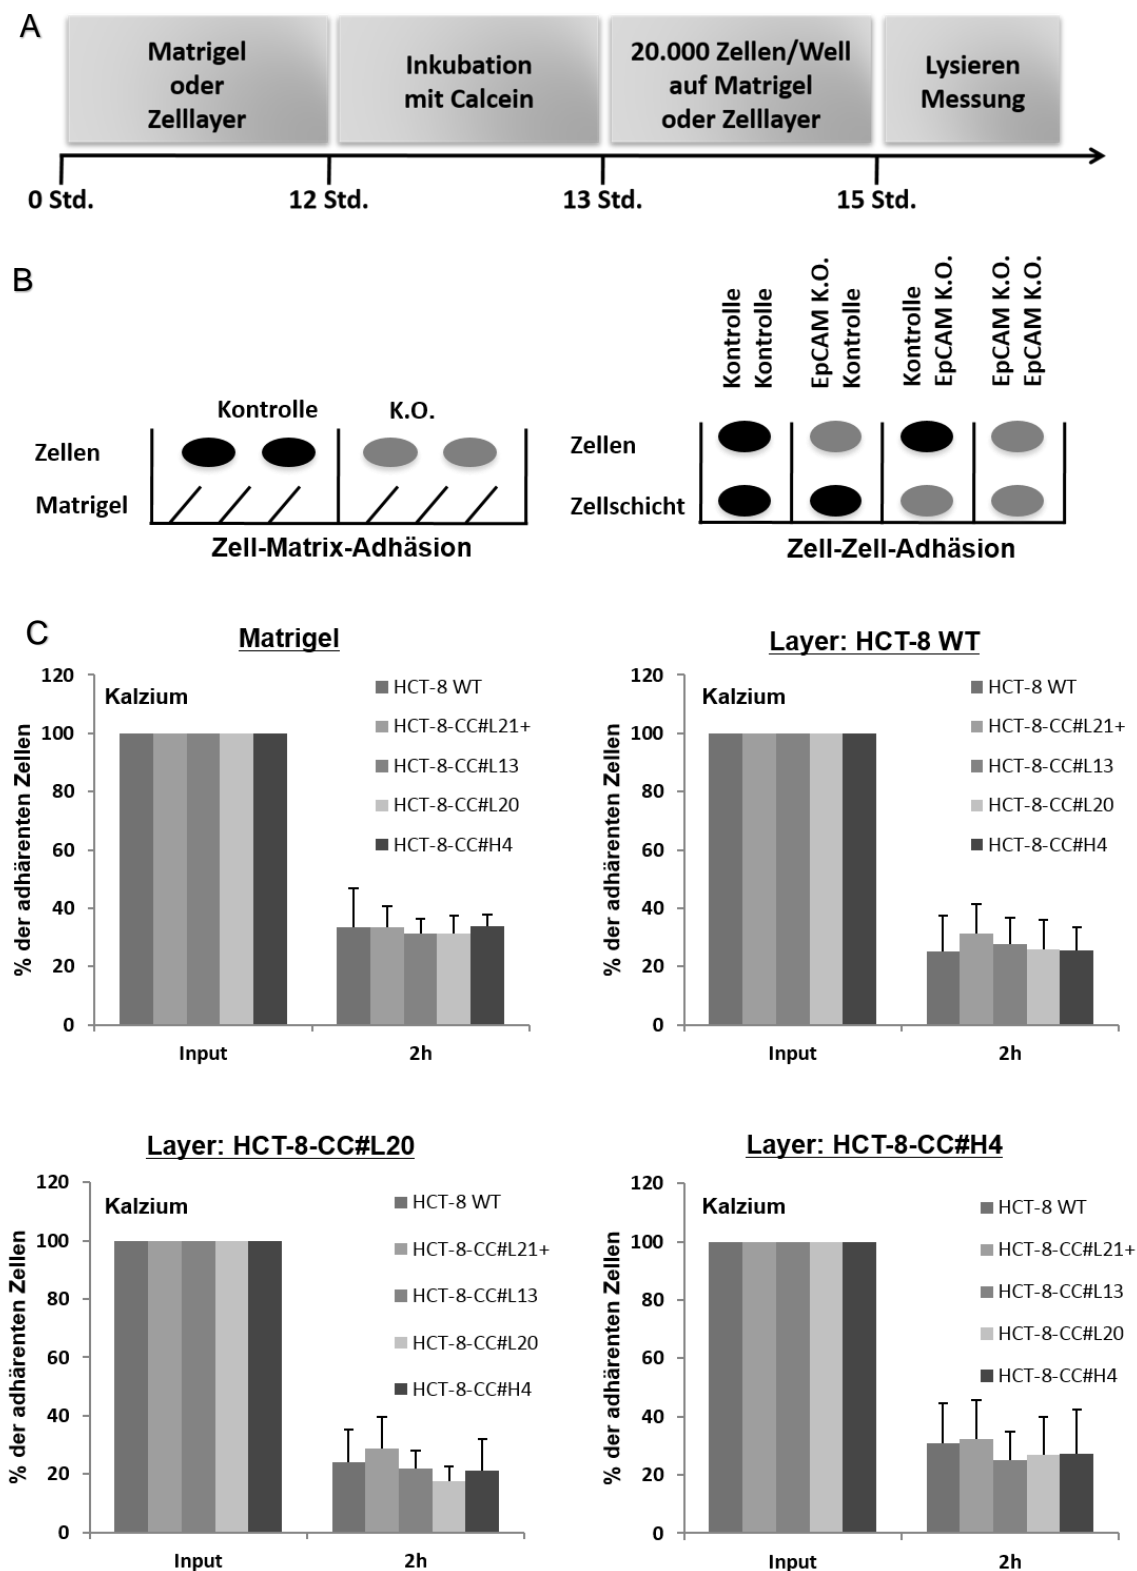 A
Matrigel
oder
Zelllayer
Inkubation
mit Calcein
20.000 Zellen/Well
auf Matrigel
oder Zelllayer
Lysieren
Messung
0 Std.
12 Std.
13 Std.
15 Std.
B
Kontrolle
Kontrolle
EpCAM K.O.
Kontrolle
Kontrolle
EpCAM K.O.
EpCAM K.O.
EpCAM K.O.
Kontrolle
K.O.
Zellen
Matrigel
Zell-Matrix-Adhäsion
Zellen
Zellschicht
Zell-Zell-Adhäsion
C
Matrigel
% der adhärenten Zellen
120
100
80
60
40
20
0
Kalzium
HCT-8 WT
HCT-8-CC#L21+
HCT-8-CC#L13
HCT-8-CC#L20
HCT-8-CC#H4
Input
2h
Layer: HCT-8 WT
% der adhärenten Zellen
120
100
80
60
40
20
0
Kalzium
HCT-8 WT
HCT-8-CC#L21+
HCT-8-CC#L13
HCT-8-CC#L20
HCT-8-CC#H4
Input
2h
Layer: HCT-8-CC#L20
% der adhärenten Zellen
120
100
80
60
40
20
0
Kalzium
HCT-8 WT
HCT-8-CC#L21+
HCT-8-CC#L13
HCT-8-CC#L20
HCT-8-CC#H4
Input
2h
Layer: HCT-8-CC#H4
% der adhärenten Zellen
120
100
80
60
40
20
0
Kalzium
HCT-8 WT
HCT-8-CC#L21+
HCT-8-CC#L13
HCT-8-CC#L20
HCT-8-CC#H4
Input
2h